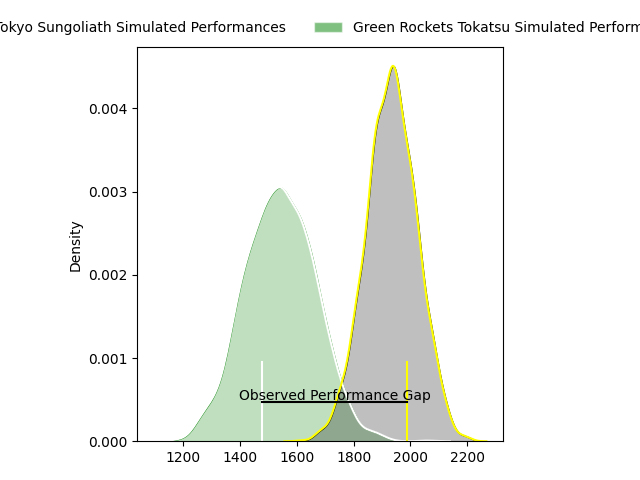 Tokyo Sungoliath Simulated Performances
Green Rockets Tokatsu Simulated Perform
Density
0.004
0.003
0.002
0.001
0.000
Observed Performance Gap
1200 1400 1600 1800 2000 2200